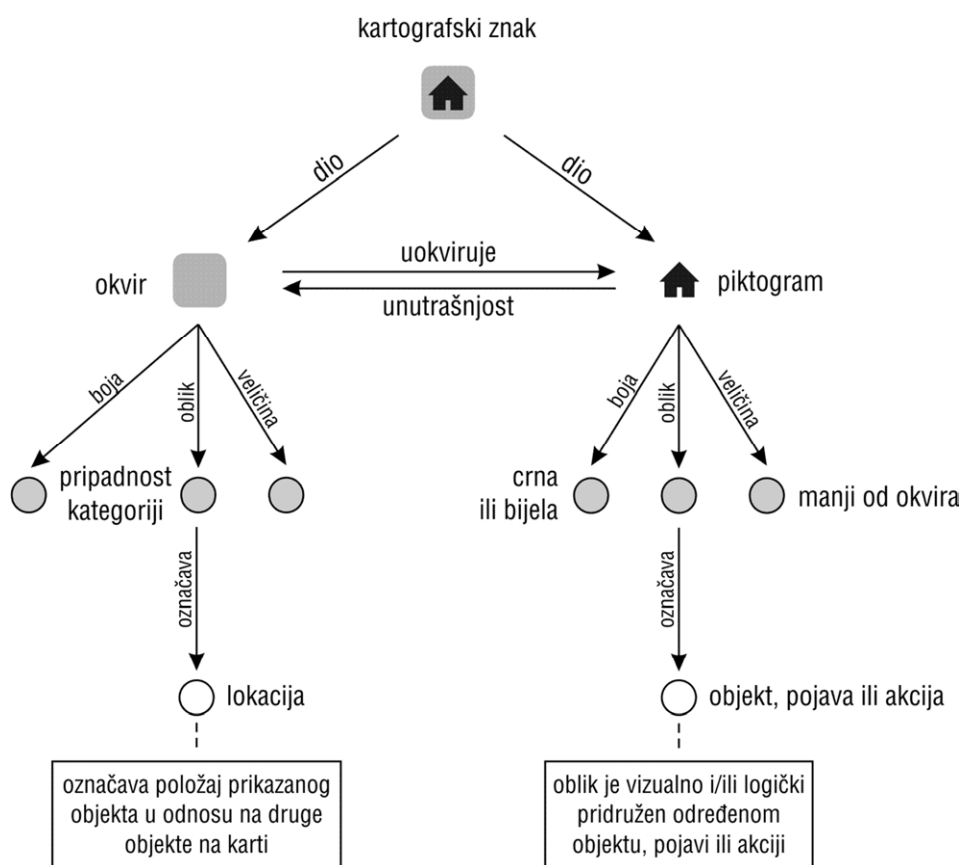 kartografski znak
dio
dio
okvir
uokviruje
unutrašnjost
piktogram
boja
oblik
veličina
boja
oblik
veličina
pripadnost
kategoriji
crna
ili bijela
manji od okvira
označava
označava
lokacija
objekt, pojava ili akcija
označava položaj prikazanog
objekta u odnosu na druge
objekte na karti
oblik je vizualno i/ili logički
pridružen određenom
objektu, pojavi ili akciji